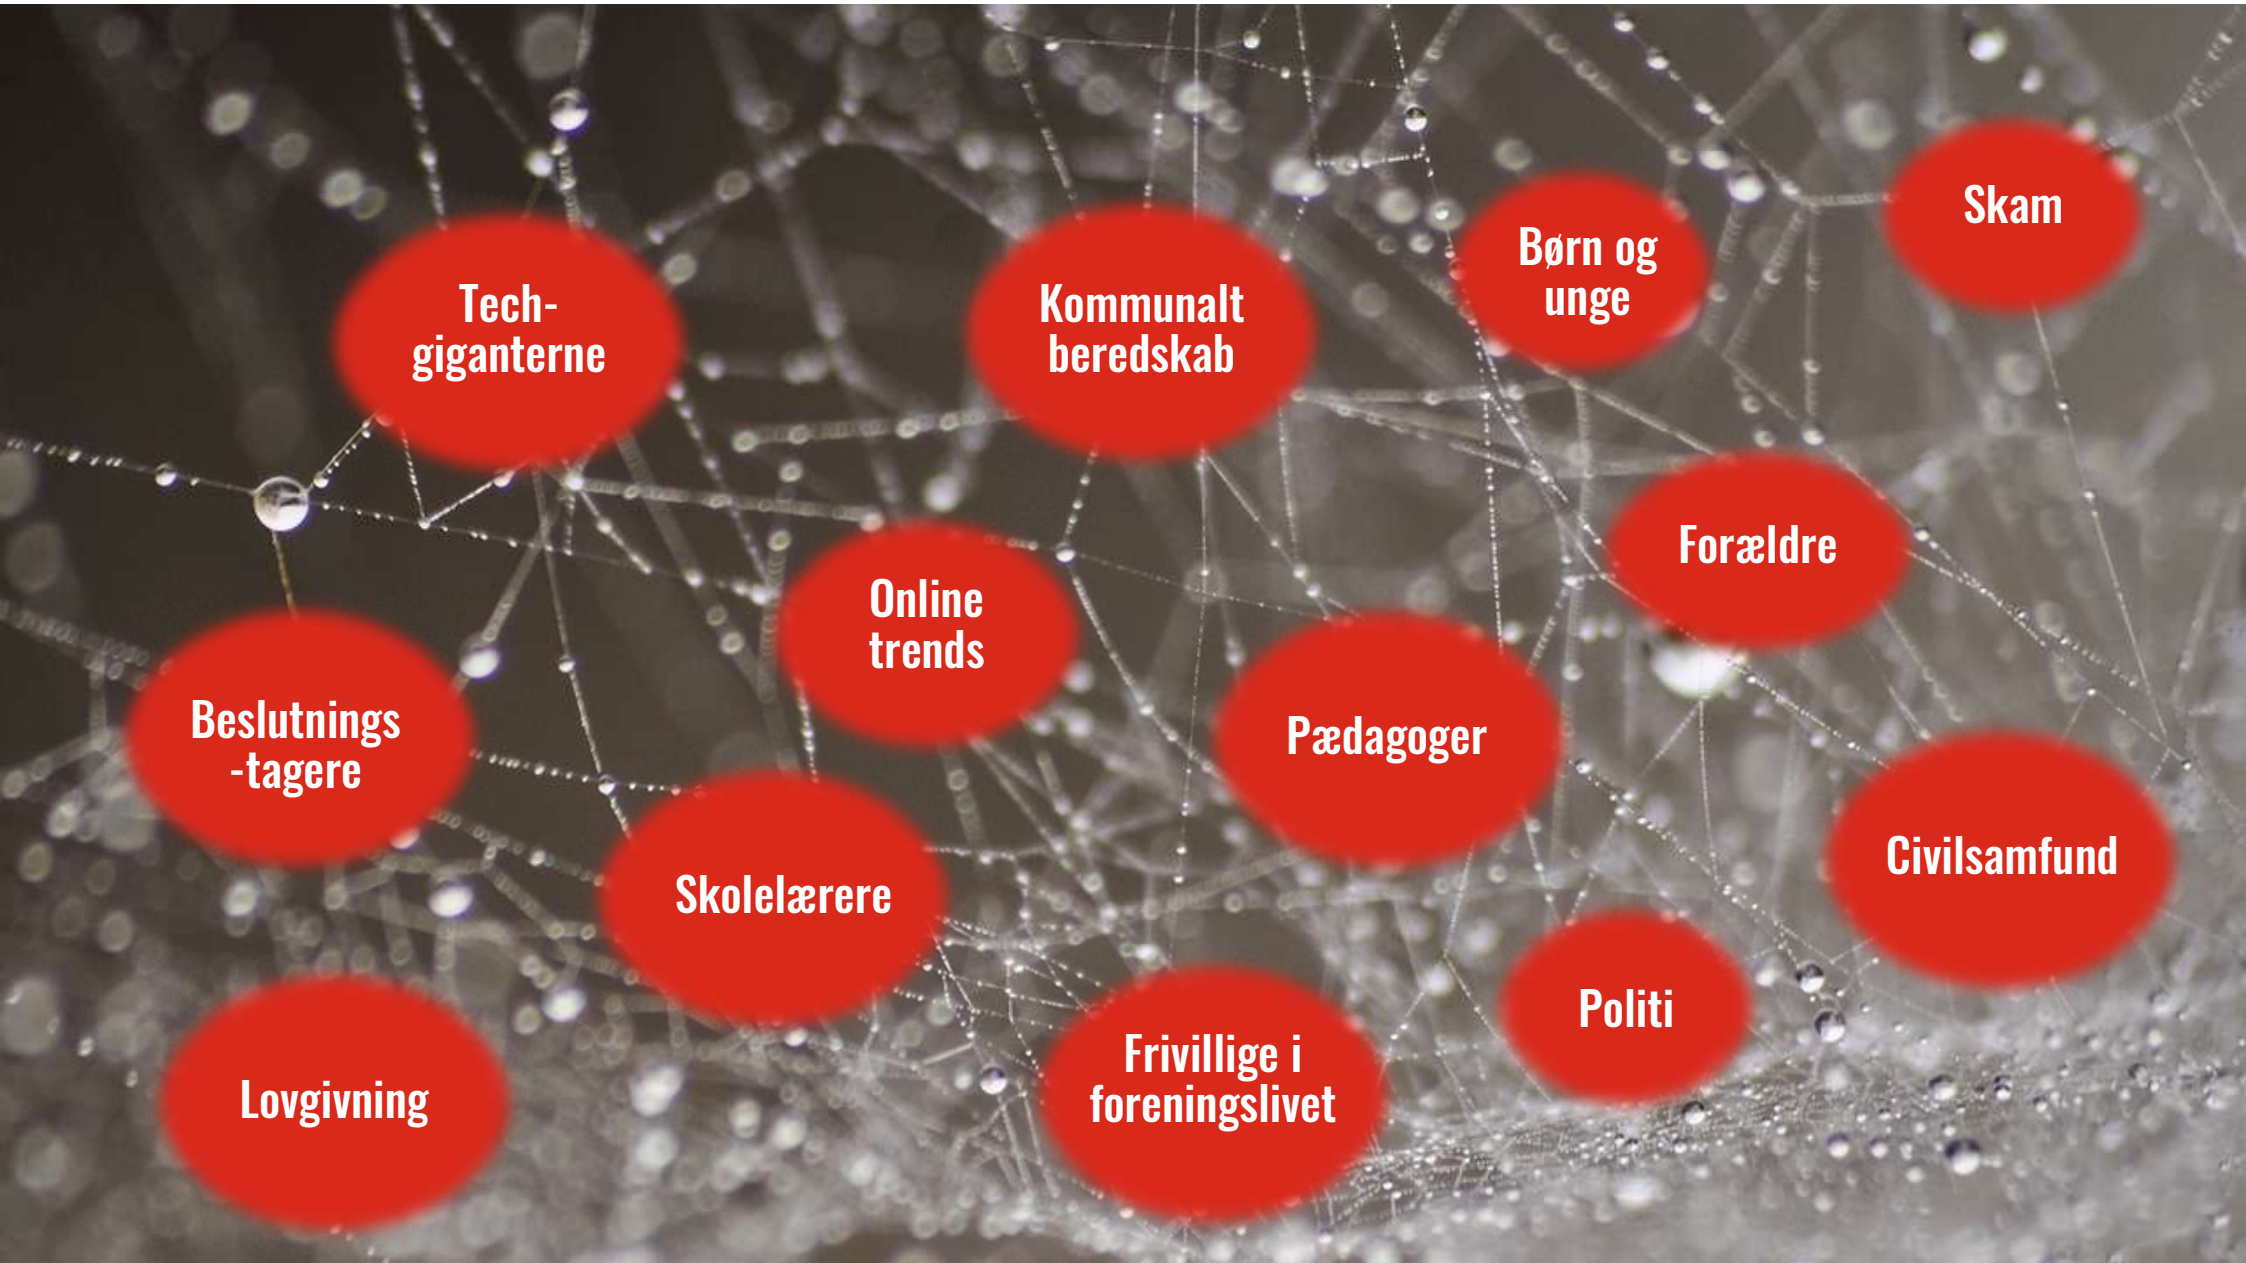 Skam
Børn og
unge
Tech-
giganterne
Kommunalt
beredskab
Forældre
Online
trends
Beslutnings
-tagere
Pædagoger
Civilsamfund
Skolelærere
Politi
Frivillige i
foreningslivet
Lovgivning